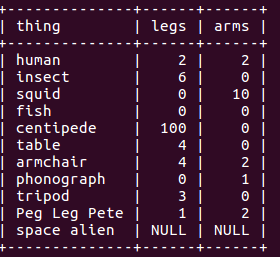 +--------------+------+------+
| thing        | legs | arms |
+--------------+------+------+
| human        |    2 |    2 |
| insect       |    6 |    0 |
| squid        |    0 |   10 |
| fish         |    0 |    0 |
| centipede    |  100 |    0 |
| table        |    4 |    0 |
| armchair     |    4 |    2 |
| phonograph   |    0 |    1 |
| tripod       |    3 |    0 |
| Peg Leg Pete |    1 |    2 |
| space alien  | NULL | NULL |
+--------------+------+------+